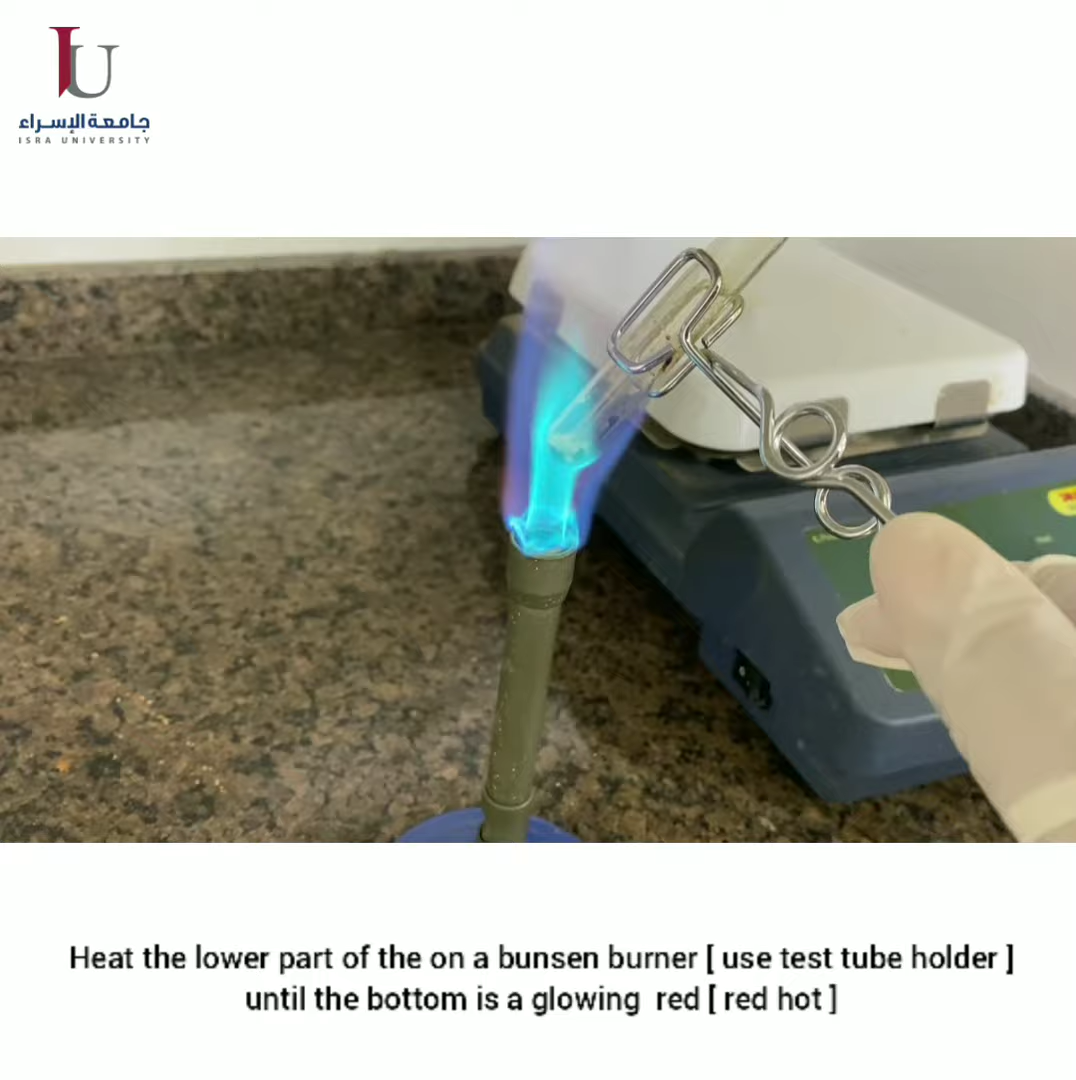 IU
جامعة الإسراء
ISRA UNIVERSITY
Heat the lower part of the on a bunsen burner [ use test tube holder ]
until the bottom is a glowing  red [ red hot ]